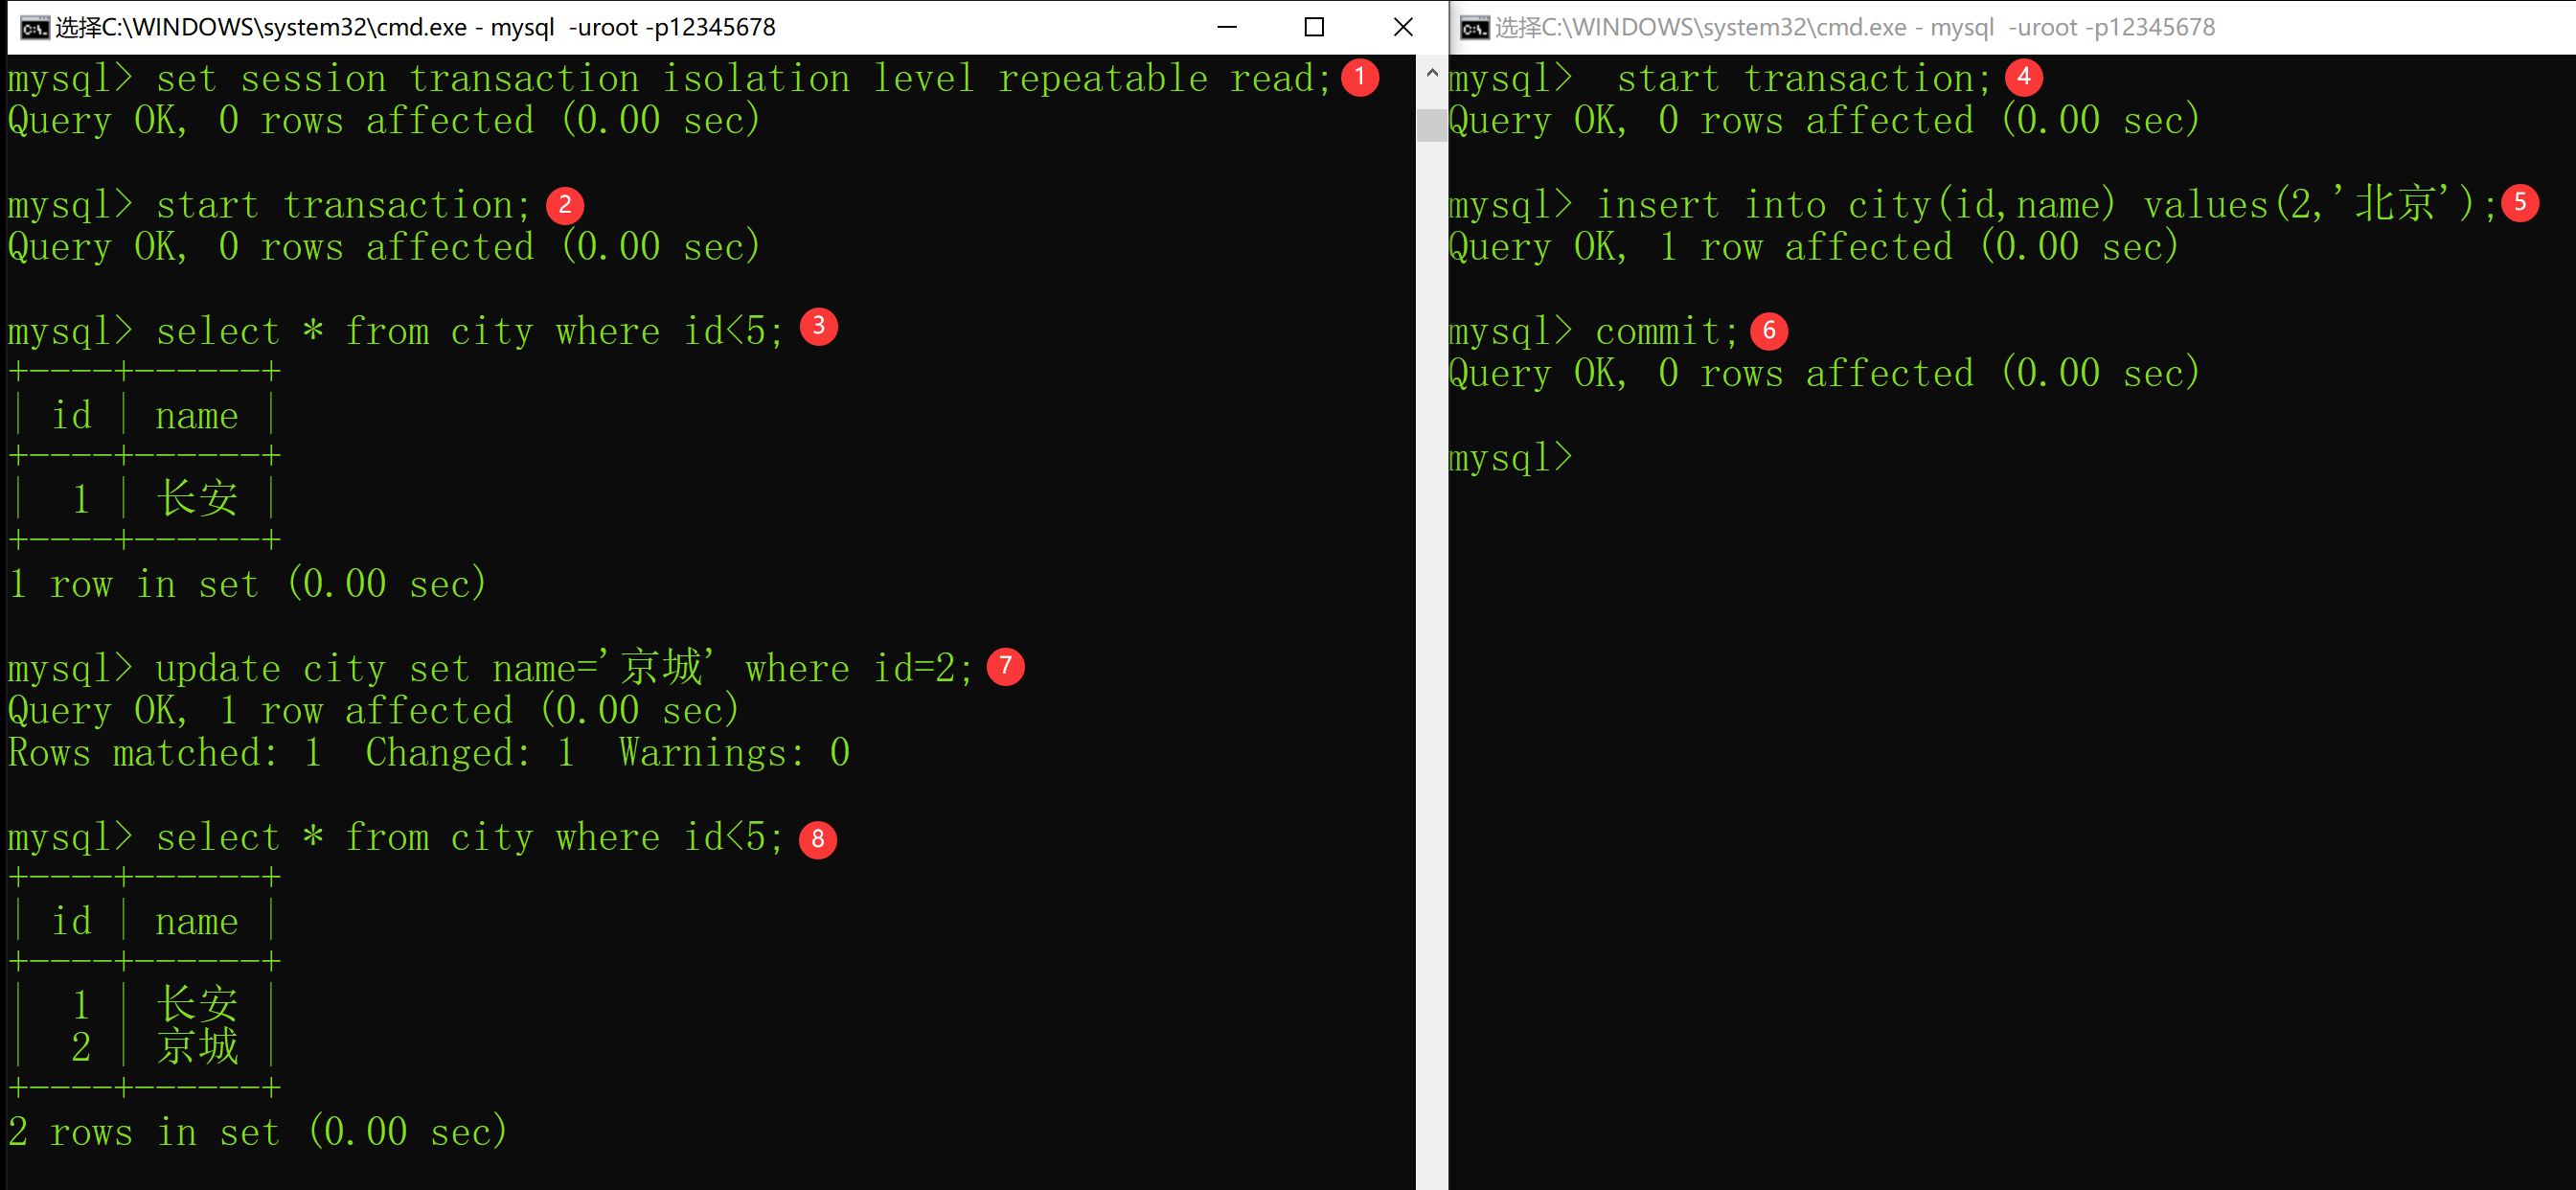 选择C:\WINDOWS\system32\cmd.exe - mysql  -uroot -p12345678
mysql> set session transaction isolation level repeatable read; 1
Query OK, 0 rows affected (0.00 sec)
mysql> start transaction; 2
Query OK, 0 rows affected (0.00 sec)
mysql> select * from city where id<5; 3
+----+------+
| id | name |
+----+------+
|  1 | 长安 |
+----+------+
1 row in set (0.00 sec)
mysql> update city set name='京城' where id=2; 7
Query OK, 1 row affected (0.00 sec)
Rows matched: 1  Changed: 1  Warnings: 0
mysql> select * from city where id<5; 8
+----+------+
| id | name |
+----+------+
|  1 | 长安 |
|  2 | 京城 |
+----+------+
2 rows in set (0.00 sec)
选择C:\WINDOWS\system32\cmd.exe - mysql  -uroot -p12345678
mysql>  start transaction; 4
Query OK, 0 rows affected (0.00 sec)
mysql> insert into city(id,name) values(2,'北京'); 5
Query OK, 1 row affected (0.00 sec)
mysql> commit; 6
Query OK, 0 rows affected (0.00 sec)
mysql>